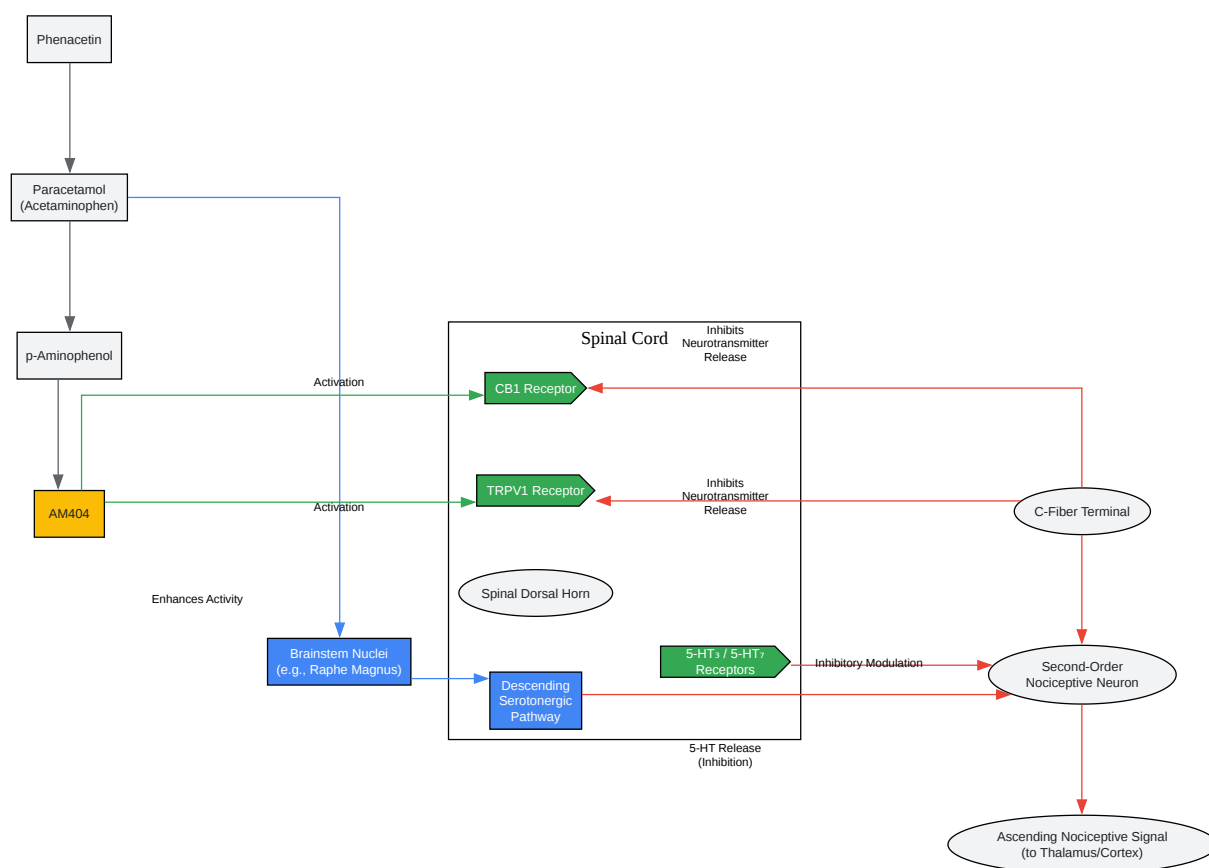 Phenacetin
Paracetamol
(Acetaminophen)
p-Aminophenol
AM404
Activation
Activation
Enhances Activity
Brainstem Nuclei
(e.g., Raphe Magnus)
Spinal Cord
Inhibits
Neurotransmitter
Release
CB1 Receptor
TRPV1 Receptor
Inhibits
Neurotransmitter
Release
Spinal Dorsal Horn
5-HT₃ / 5-HT₇
Receptors
Descending
Serotonergic
Pathway
5-HT Release
(Inhibition)
Inhibitory Modulation
C-Fiber Terminal
Second-Order
Nociceptive Neuron
Ascending Nociceptive Signal
(to Thalamus/Cortex)